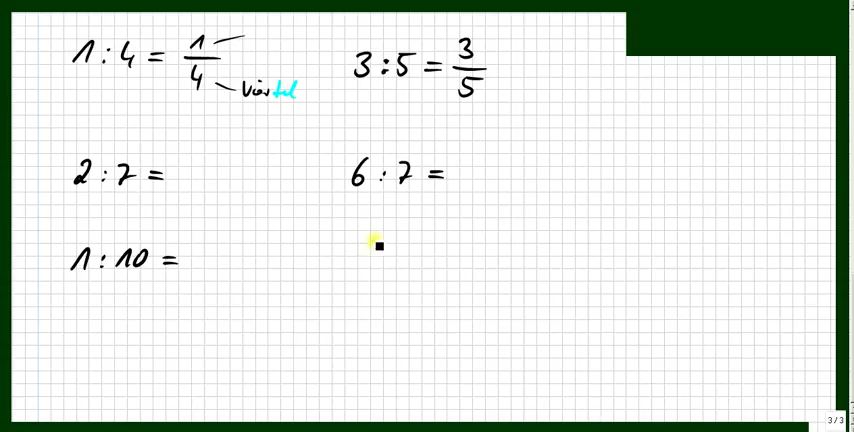 1 : 4 = 1/4 viertel
3 : 5 = 3/5
2 : 7 =
6 : 7 =
1 : 10 =
3 / 3